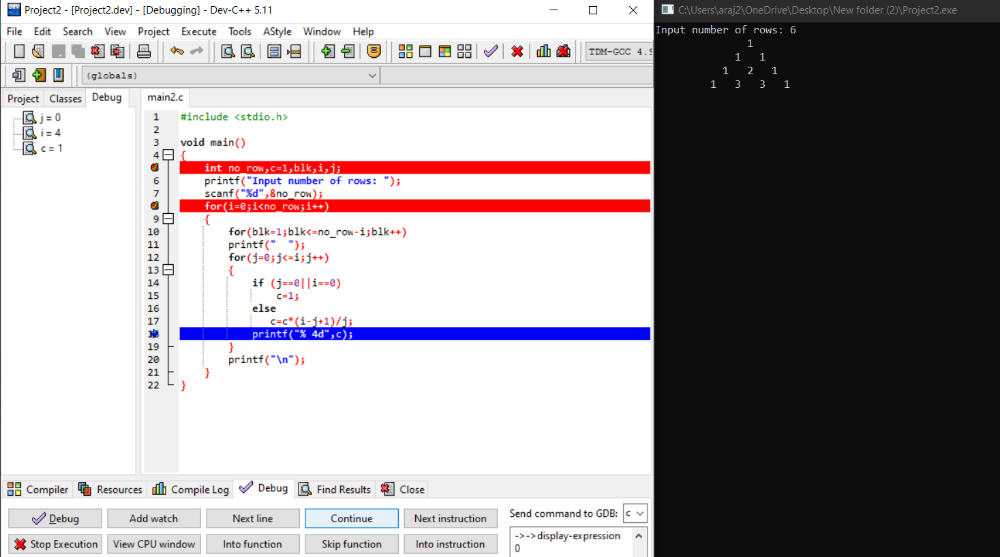 Project2 - [Project2.dev] - [Debugging] - Dev-C++ 5.11
File Edit Search View Project Execute Tools AStyle Window Help
TDM-GCC 4.9
(globals)
Project Classes Debug
j = 0
i = 4
c = 1
main2.c
1 #include <stdio.h>
2
3 void main()
4 {
int no_row,c=1,blk,i,j;
6 printf("Input number of rows: ");
7 scanf("%d",&no_row);
for(i=0;i<no_row;i++)
9 {
10 for(blk=1;blk<=no_row-i;blk++)
11 printf("  ");
12 for(j=0;j<=i;j++)
13 {
14 if (j==0||i==0)
15 c=1;
16 else
17 c=c*(i-j+1)/j;
18 printf("% 4d",c);
19 }
20 printf("\n");
21 }
22 }
Compiler Resources Compile Log Debug Find Results Close
Debug Add watch Next line Continue Next instruction
Stop Execution View CPU window Into function Skip function Into instruction
Send command to GDB: c
->->display-expression
0
C:\Users\araj2\OneDrive\Desktop\New folder (2)\Project2.exe
Input number of rows: 6
1
1 1
1 2 1
1 3 3 1